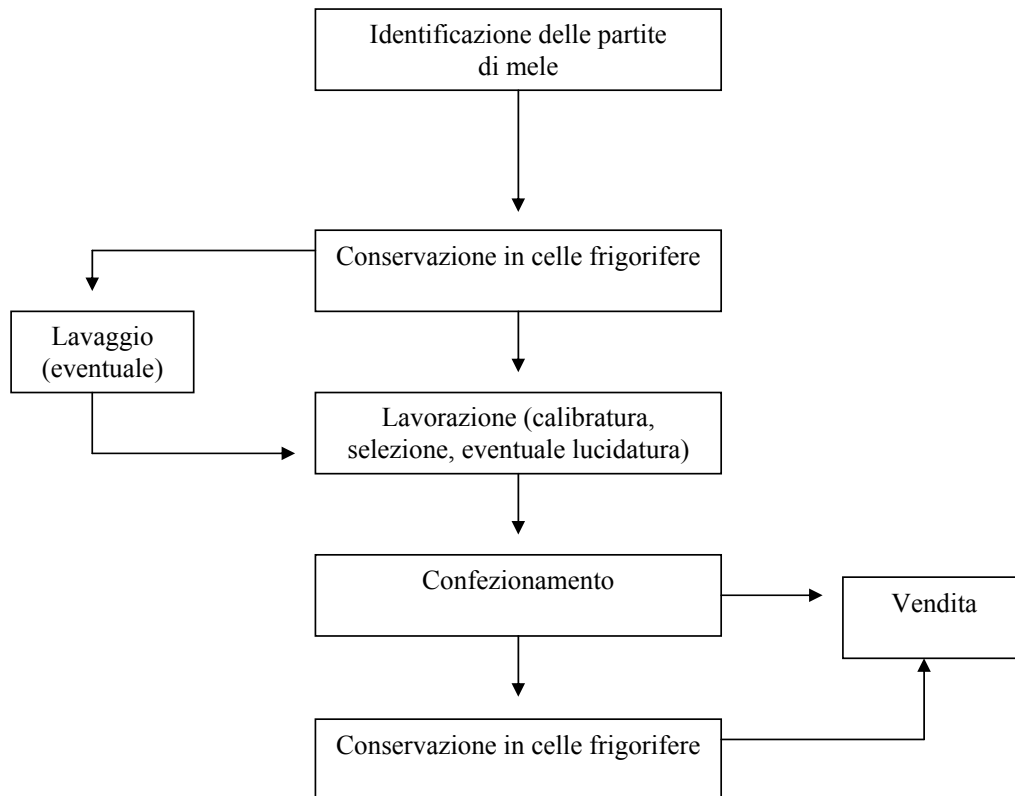 Identificazione delle partite
di mele
Conservazione in celle frigorifere
Lavaggio
(eventuale)
Lavorazione (calibratura,
selezione, eventuale lucidatura)
Confezionamento
Vendita
Conservazione in celle frigorifere